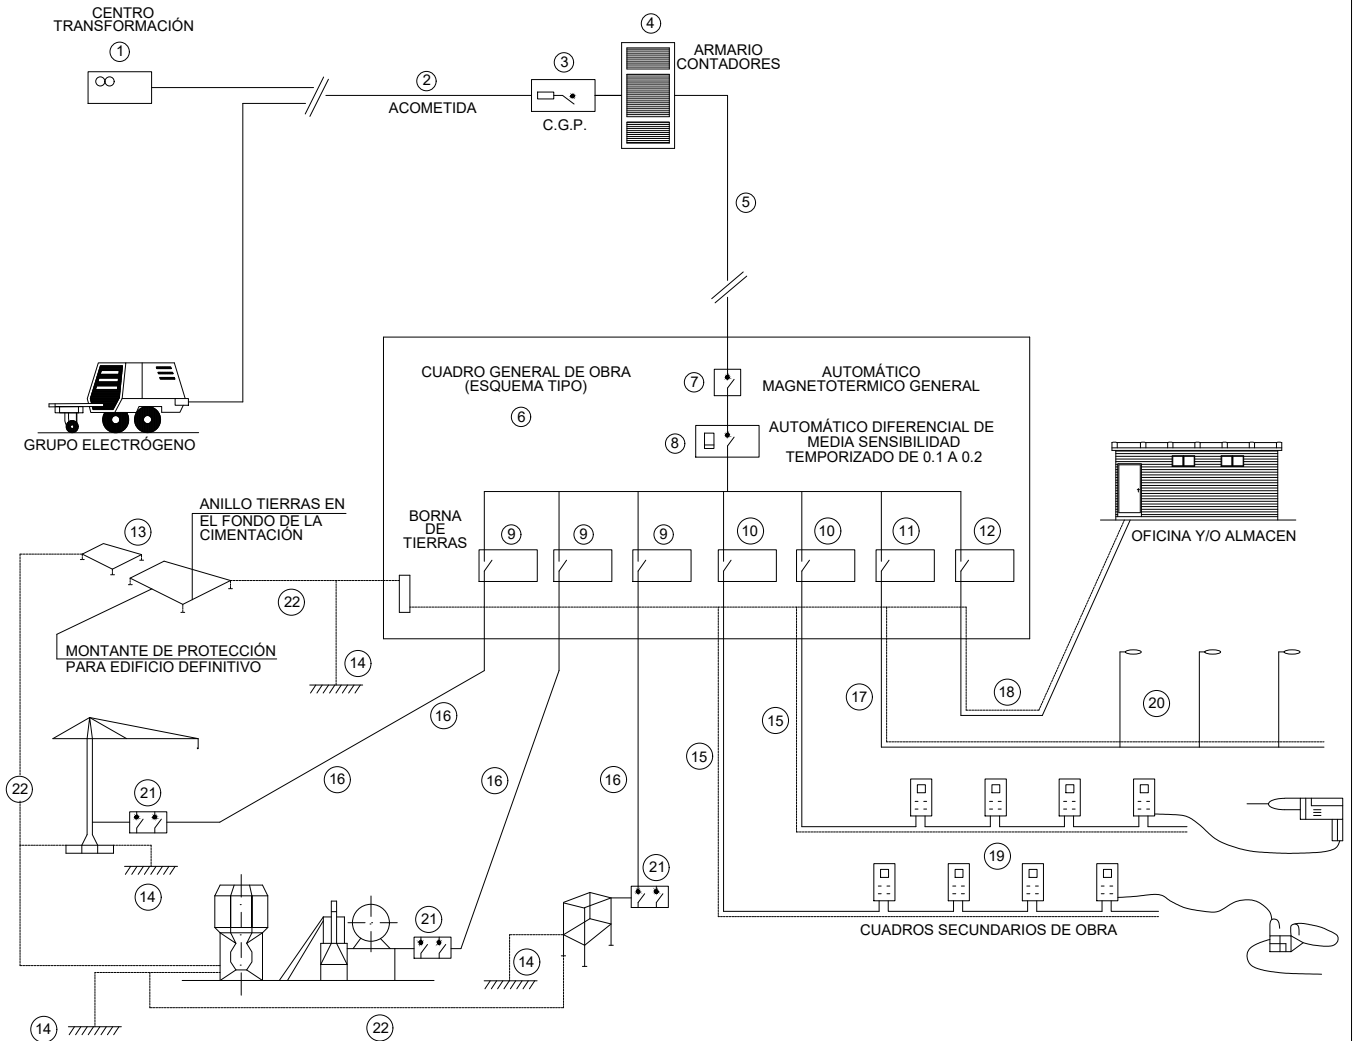 CENTRO
TRANSFORMACIÓN
1
2
ACOMETIDA
3
C.G.P.
4
ARMARIO
CONTADORES
5
GRUPO ELECTRÓGENO
CUADRO GENERAL DE OBRA
(ESQUEMA TIPO)
6
7
AUTOMÁTICO
MAGNETOTERMICO GENERAL
8
AUTOMÁTICO DIFERENCIAL DE
MEDIA SENSIBILIDAD
TEMPORIZADO DE 0.1 A 0.2
BORNA
DE
TIERRAS
9
9
9
10
10
11
12
OFICINA Y/O ALMACEN
ANILLO TIERRAS EN
EL FONDO DE LA
CIMENTACIÓN
13
22
MONTANTE DE PROTECCIÓN
PARA EDIFICIO DEFINITIVO
14
16
16
16
16
15
15
17
18
20
22
21
14
21
21
14
14
22
19
CUADROS SECUNDARIOS DE OBRA